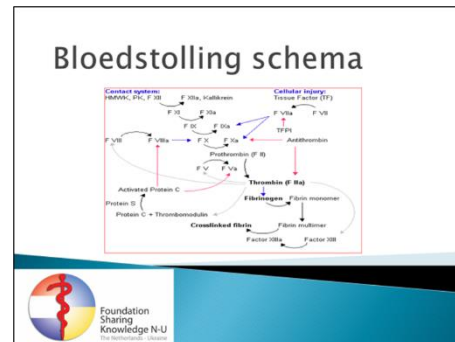 Bloedstolling schema
Contact system:
HMWK, PK, F XII
F XIIa, Kallikrein
F XI
F XIa
F IX
F IXa
F VIII
F VIIIa
F X
F Xa
Cellular injury:
Tissue Factor (TF)
F VIIa
F VII
TFPI
Antithrombin
Prothrombin (F II)
F V
F Va
Thrombin (F IIa)
Activated Protein C
Protein S
Protein C + Thrombomodulin
Fibrinogen
Fibrin monomer
Crosslinked fibrin
Fibrin multimer
Factor XIIIa
Factor XIII
Foundation
Sharing
Knowledge N-U
The Netherlands - Ukraine